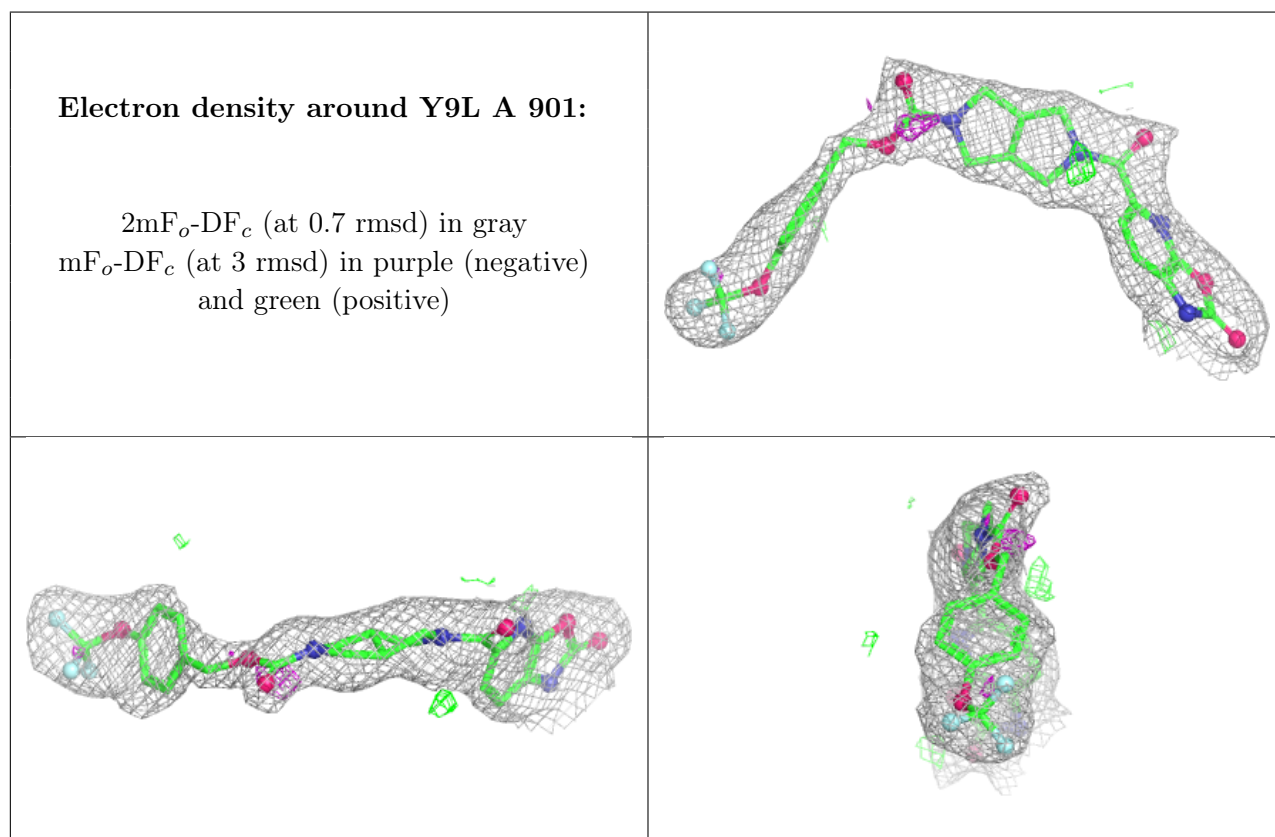 Electron density around Y9L A 901:
2mFo-DFc (at 0.7 rmsd) in gray
mFo-DFc (at 3 rmsd) in purple (negative)
and green (positive)